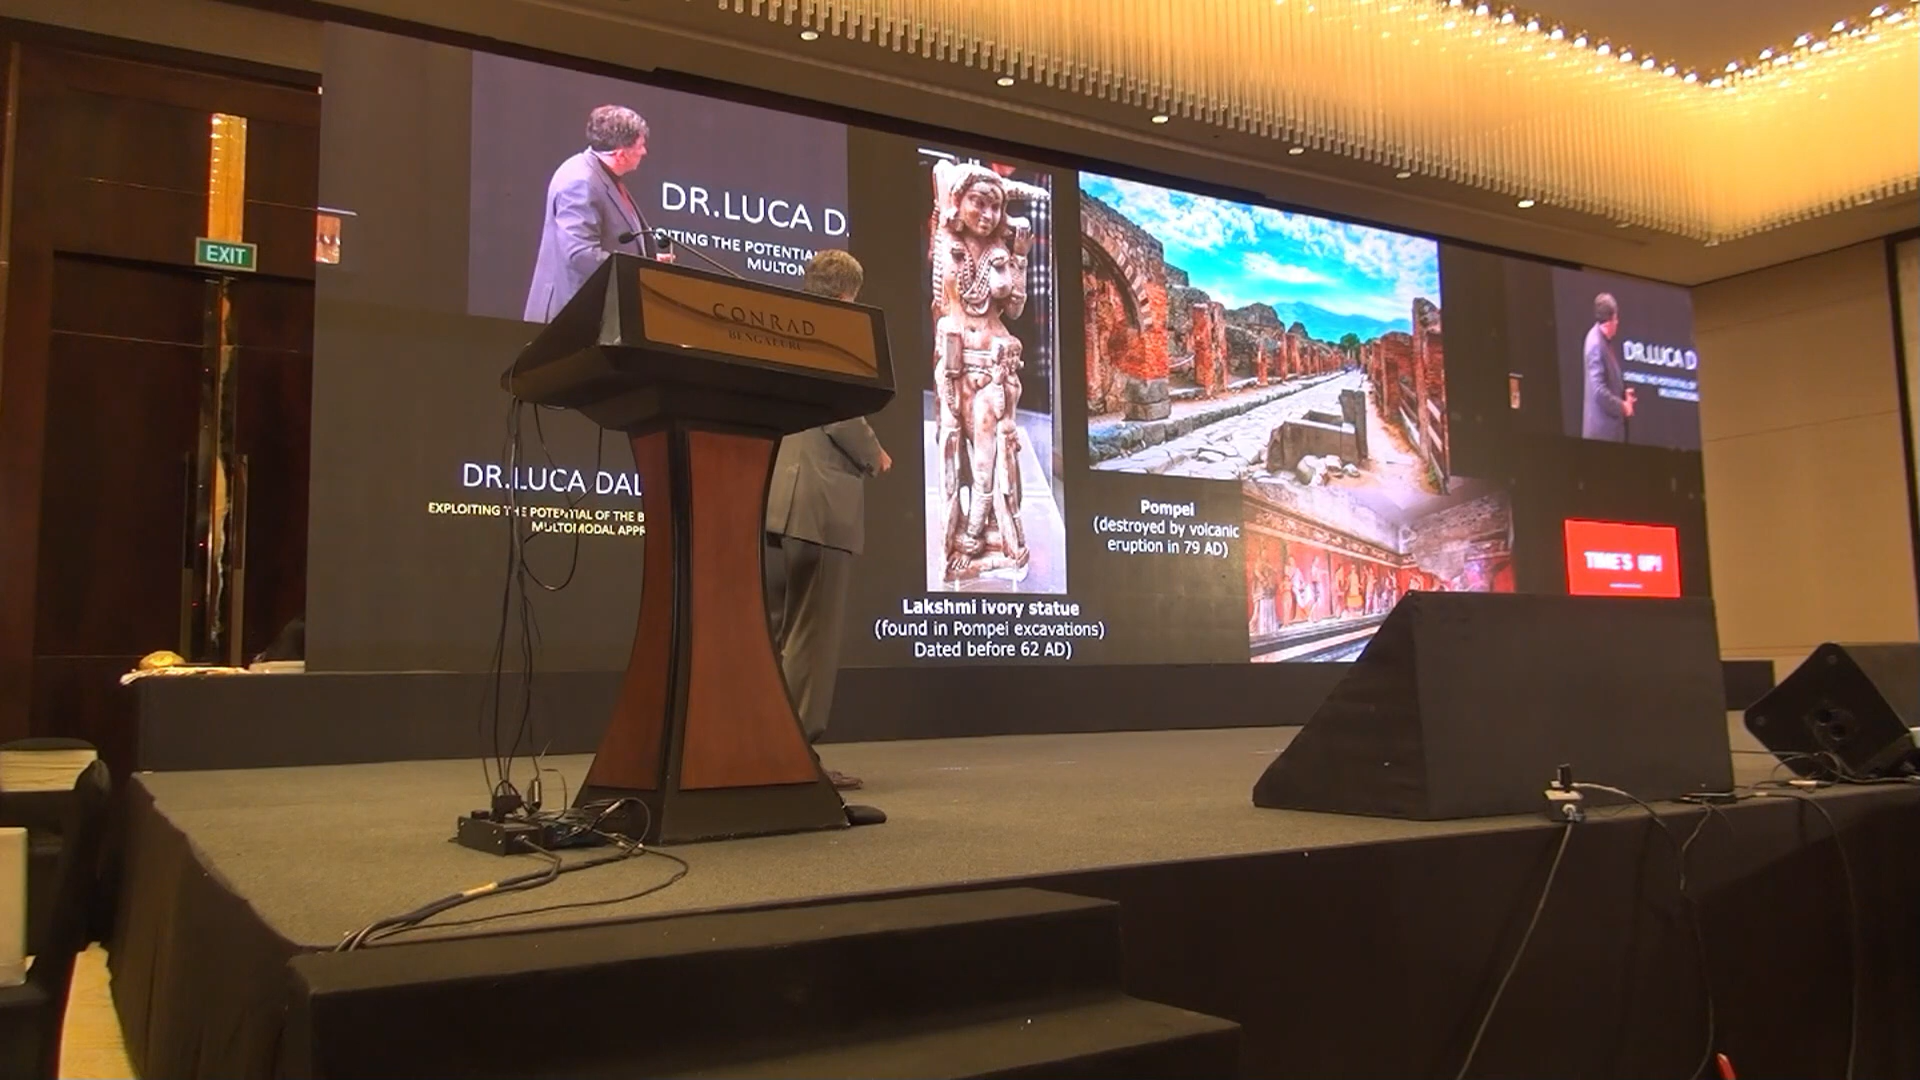 EXIT
DR.LUCA D.
THE POTENTIAL
CONRAD
BENGALURU
DR.LUCA DAL
EXPLOITING THE POTENTIAL OF THE B
MULTOMODAL APPR
Lakshmi ivory statue
(found in Pompei excavations)
Dated before 62 AD)
Pompei
(destroyed by volcanic
eruption in 79 AD)
DR.LUCA D
TIME'S UP!